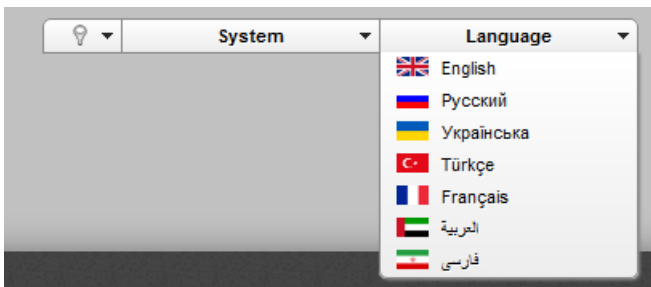 System
Language
English
Русский
Українська
Türkçe
Français
العربية
فارسی